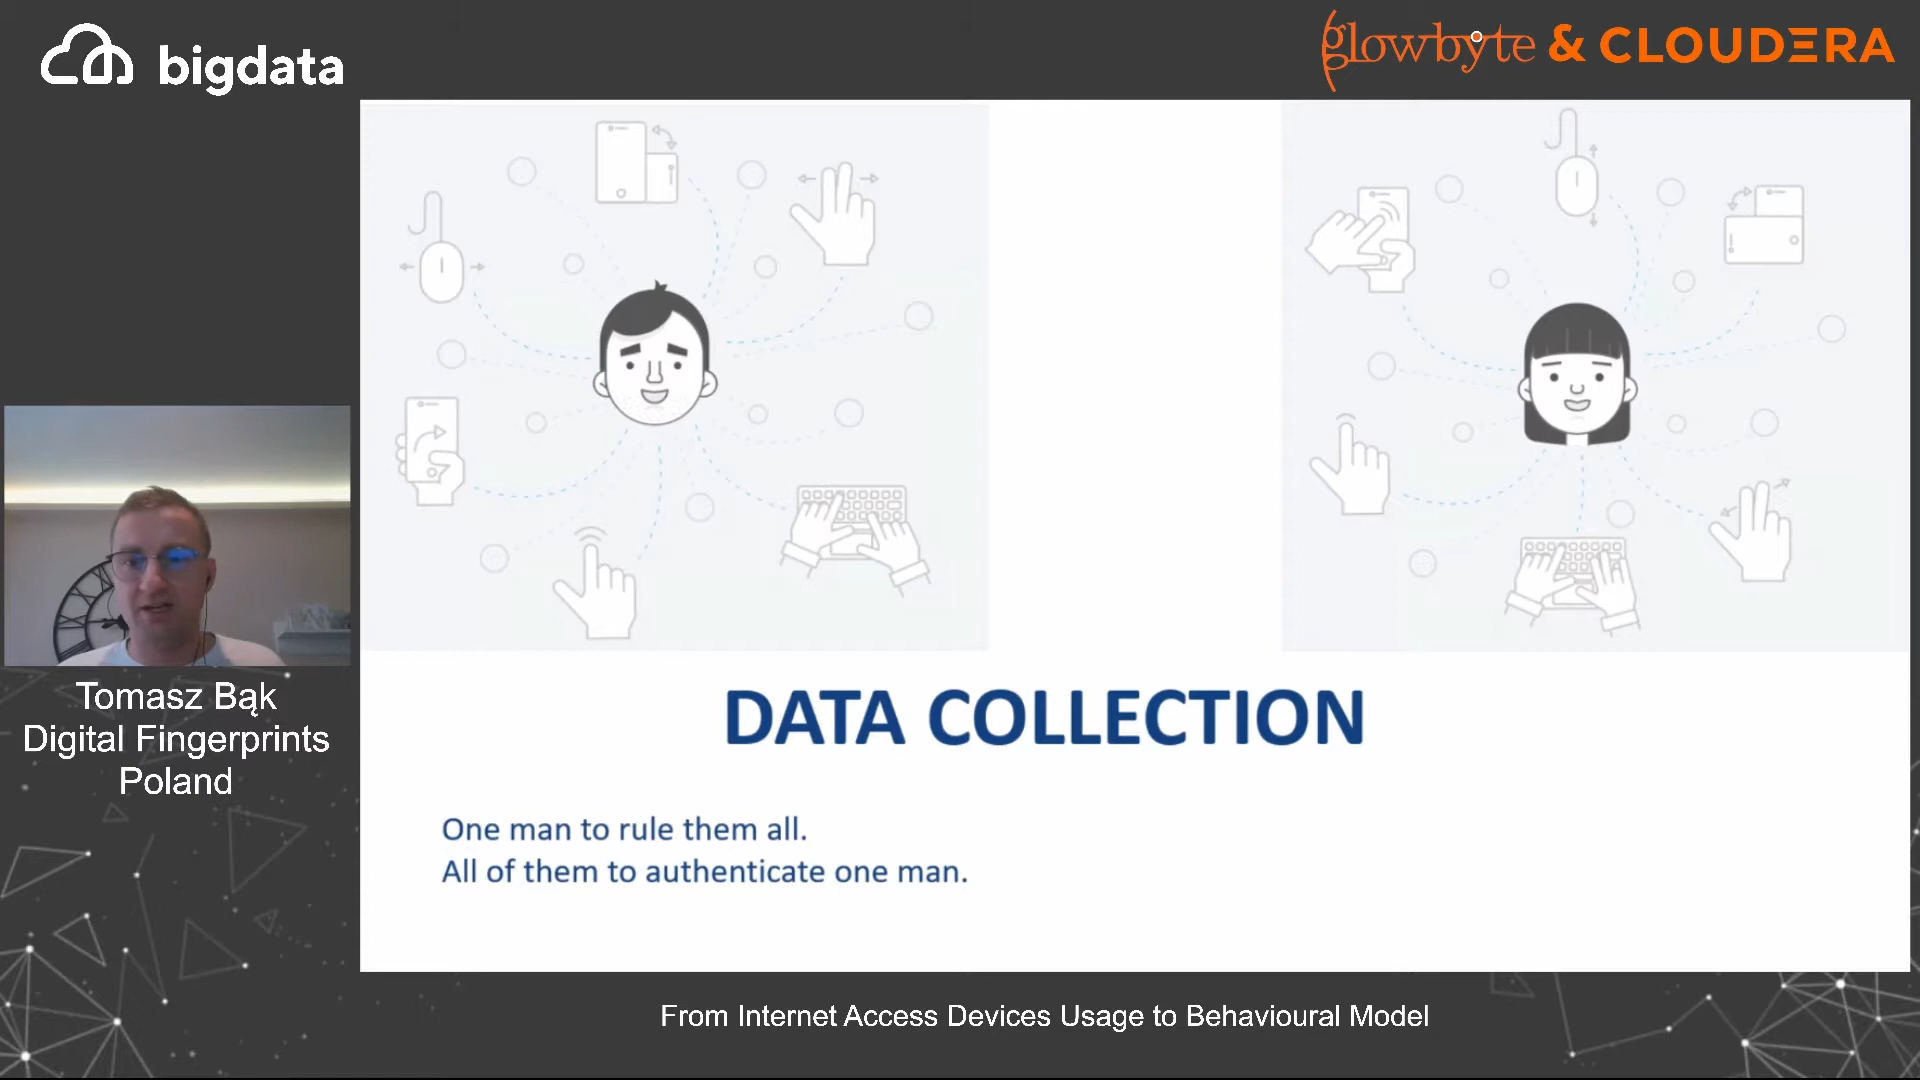 bigdata
glowbyte & CLOUDERA
DATA COLLECTION
One man to rule them all.
All of them to authenticate one man.
Tomasz Bąk
Digital Fingerprints
Poland
From Internet Access Devices Usage to Behavioural Model